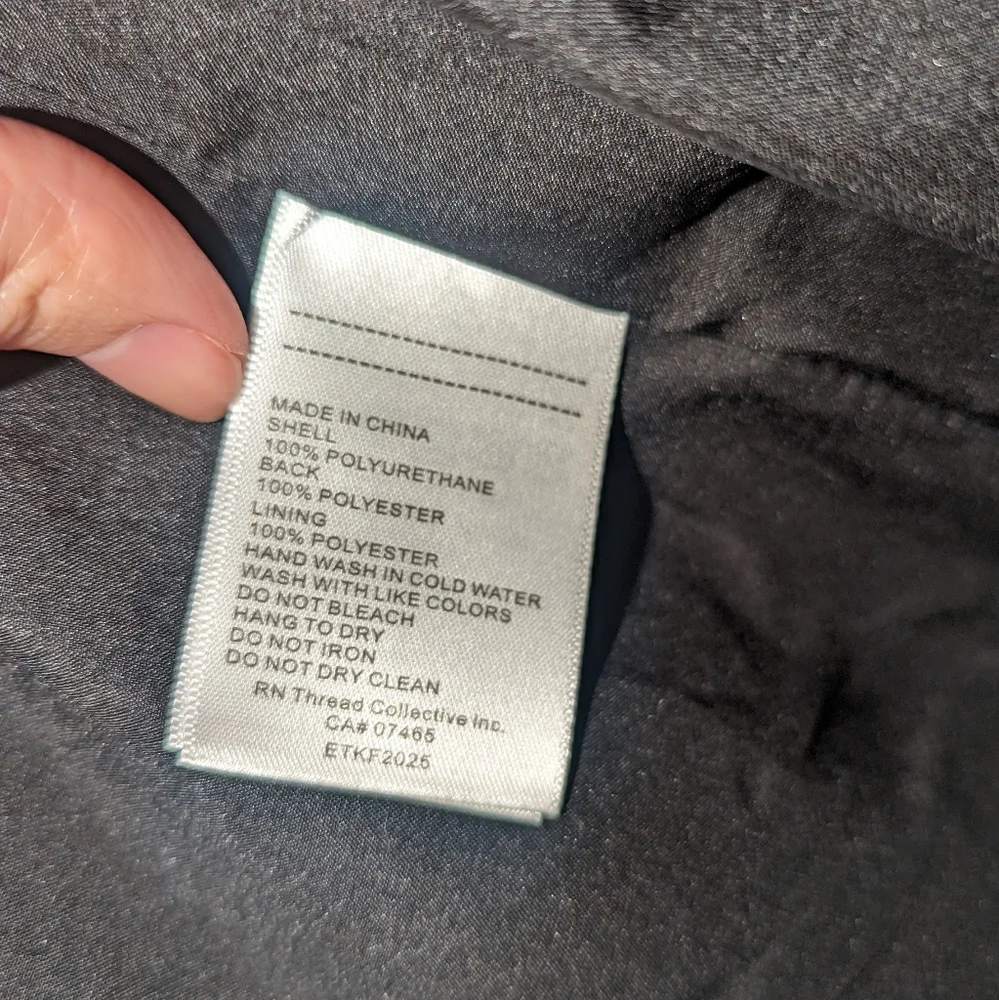 MADE IN CHINA
SHELL
100% POLYURETHANE
BACK
100% POLYESTER
LINING
100% POLYESTER
HAND WASH IN COLD WATER
WASH WITH LIKE COLORS
DO NOT BLEACH
HANG TO DRY
DO NOT IRON
DO NOT DRY CLEAN
RN Thread Collective Inc.
CA# 07465
ETKF2025